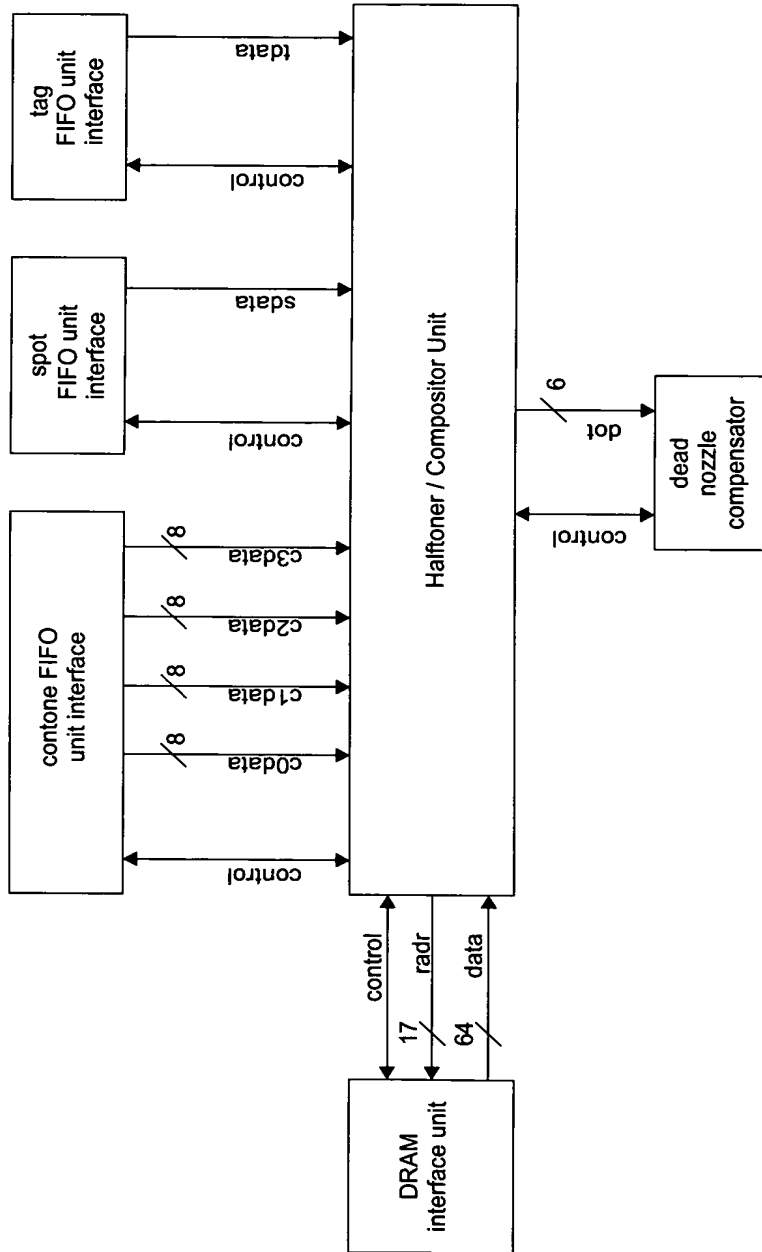 tag
FIFO unit
interface
tdata
control
spot
FIFO unit
interface
sdata
control
contone FIFO
unit interface
8
c3data
8
c2data
8
c1data
8
c0data
control
Halftoner / Compositor Unit
6
dot
control
dead
nozzle
compensator
control
radr
17
data
64
DRAM
interface unit